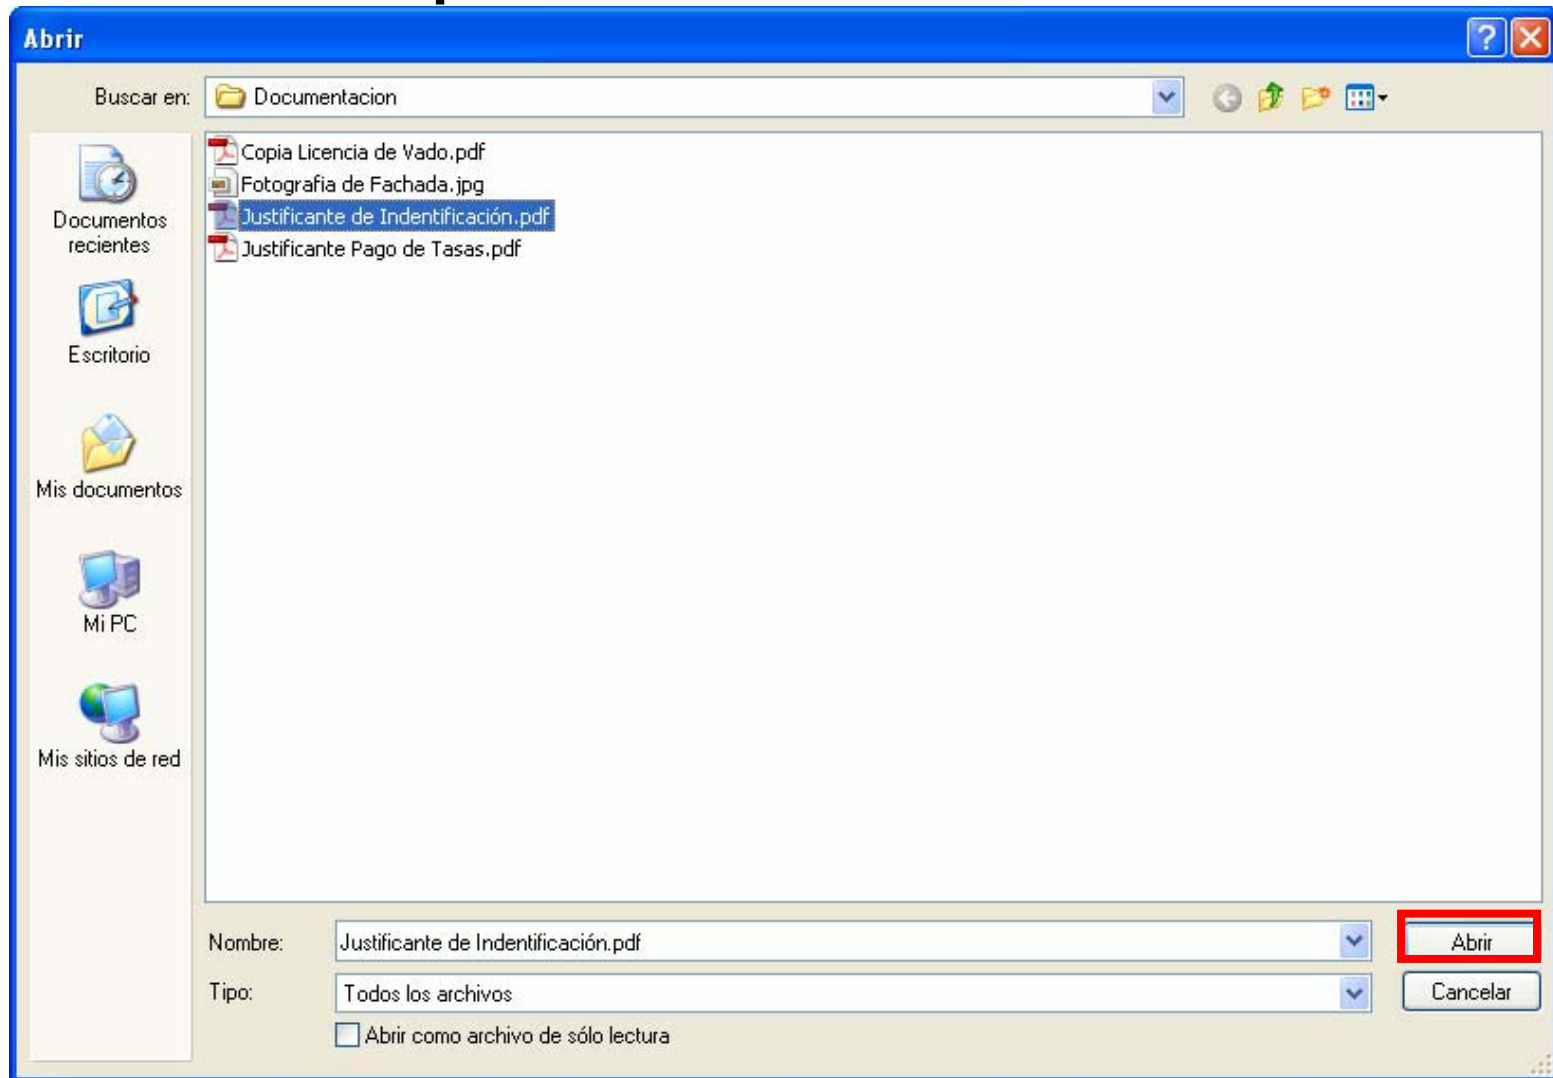 Abrir
Buscar en: Documentacion
Copia Licencia de Vado.pdf
Fotografia de Fachada.jpg
Justificante de Indentificación.pdf
Justificante Pago de Tasas.pdf
Documentos
recientes
Escritorio
Mis documentos
Mi PC
Mis sitios de red
Nombre: Justificante de Indentificación.pdf Abrir
Tipo: Todos los archivos Cancelar
Abrir como archivo de sólo lectura